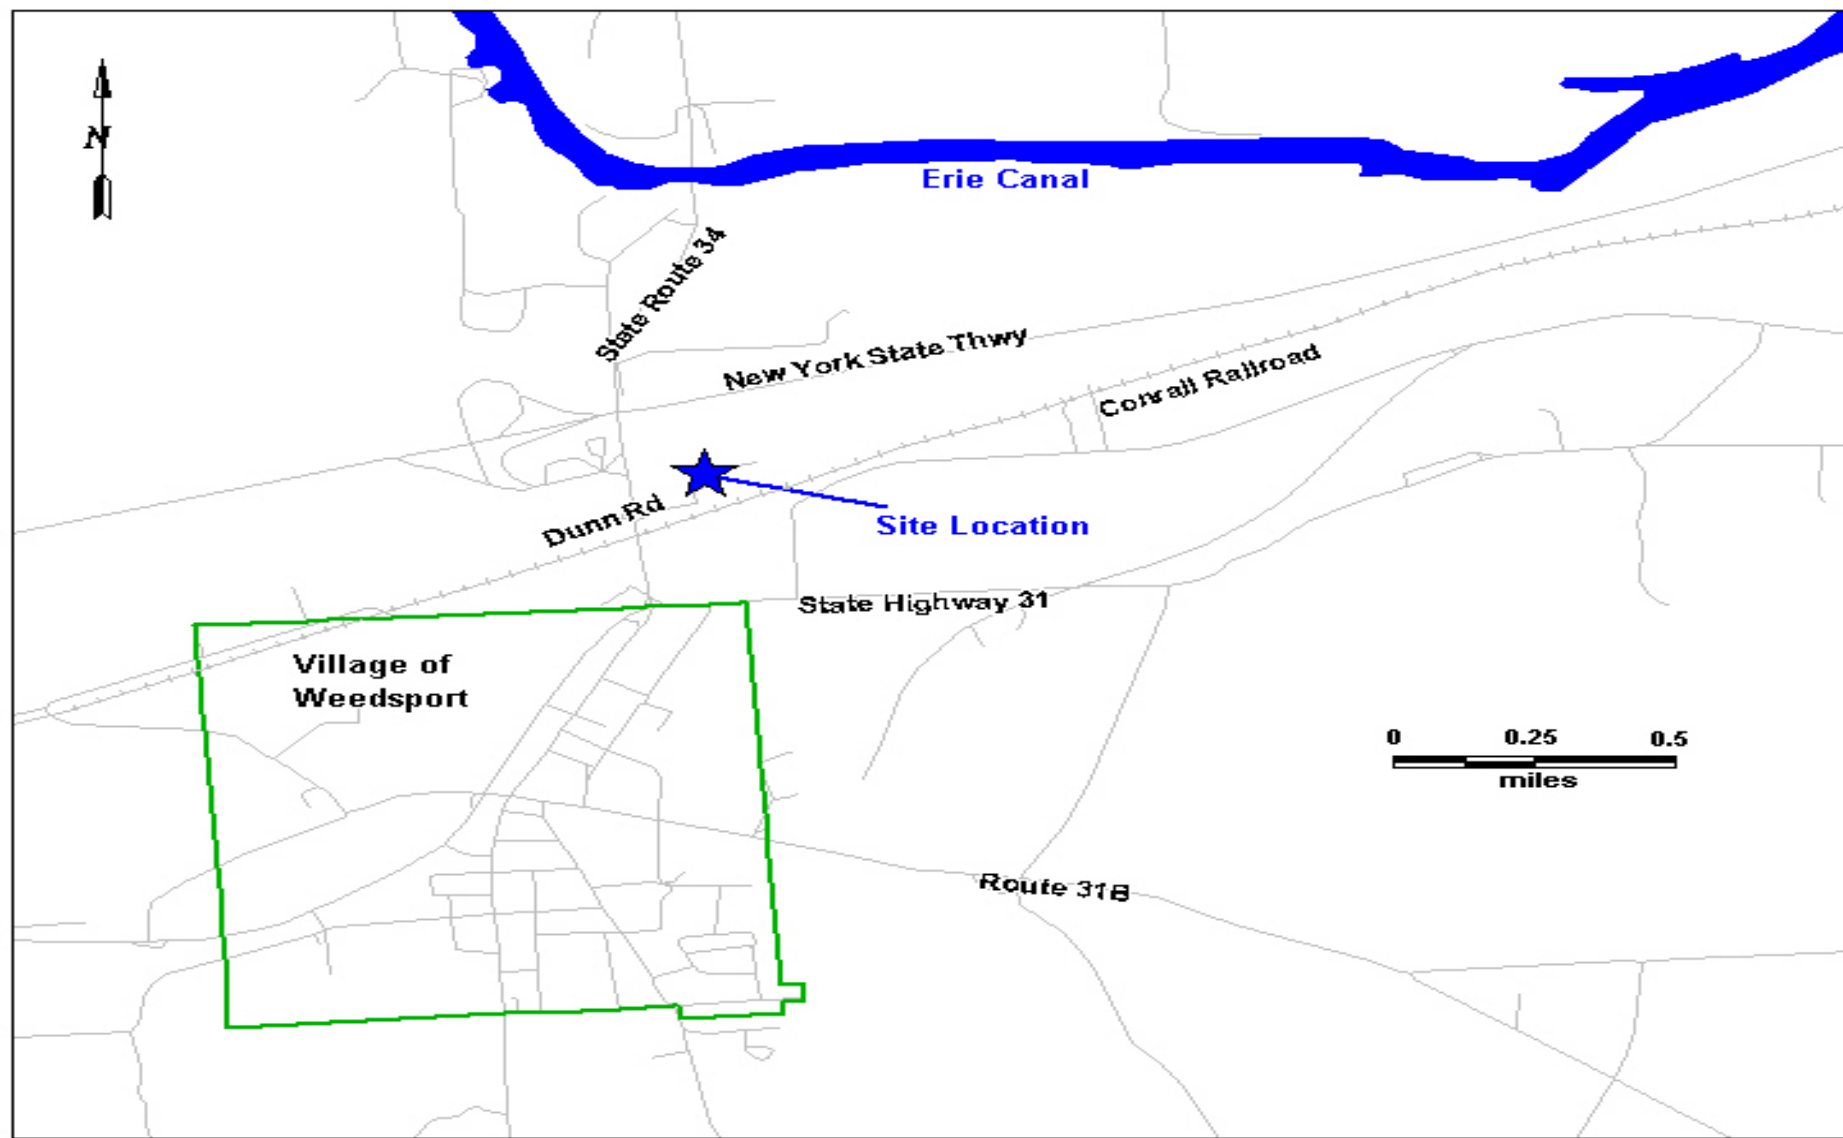 N
Erie Canal
State Route 34
New York State Thwy
Conrail Railroad
Dunn Rd
Site Location
State Highway 31
Village of
Weedsport
0 0.25 0.5
miles
Route 31B